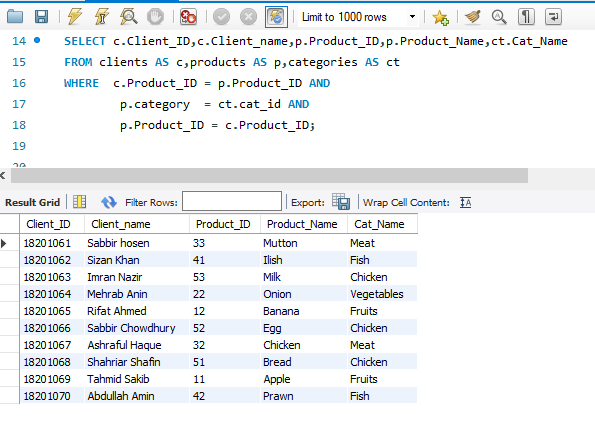 Limit to 1000 rows
14 SELECT c.Client_ID,c.Client_name,p.Product_ID,p.Product_Name,ct.Cat_Name
15 FROM clients AS c,products AS p,categories AS ct
16 WHERE c.Product_ID = p.Product_ID AND
17 p.category = ct.cat_id AND
18 p.Product_ID = c.Product_ID;
19
Result Grid Filter Rows: Export: Wrap Cell Content: IA
Client_ID Client_name Product_ID Product_Name Cat_Name
18201061 Sabbir hosen 33 Mutton Meat
18201062 Sizan Khan 41 Ilish Fish
18201063 Imran Nazir 53 Milk Chicken
18201064 Mehrab Anin 22 Onion Vegetables
18201065 Rifat Ahmed 12 Banana Fruits
18201066 Sabbir Chowdhury 52 Egg Chicken
18201067 Ashraful Haque 32 Chicken Meat
18201068 Shahriar Shafin 51 Bread Chicken
18201069 Tahmid Sakib 11 Apple Fruits
18201070 Abdullah Amin 42 Prawn Fish